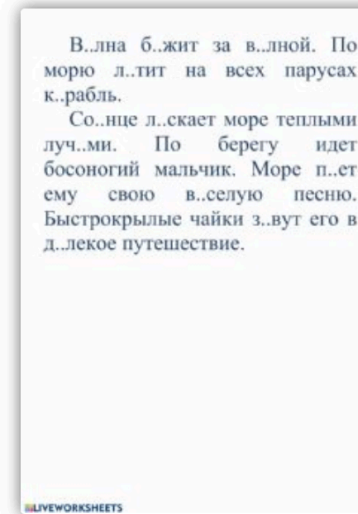 В..лна б..жит за в..лной. По
морю л..тит на всех парусах
к..рабль.
Со..нце л..скает море теплыми
луч..ми. По берегу идет
босоногий мальчик. Море п..ет
ему свою в..селую песню.
Быстрокрылые чайки з..вут его в
д..лекое путешествие.
LIVEWORKSHEETS